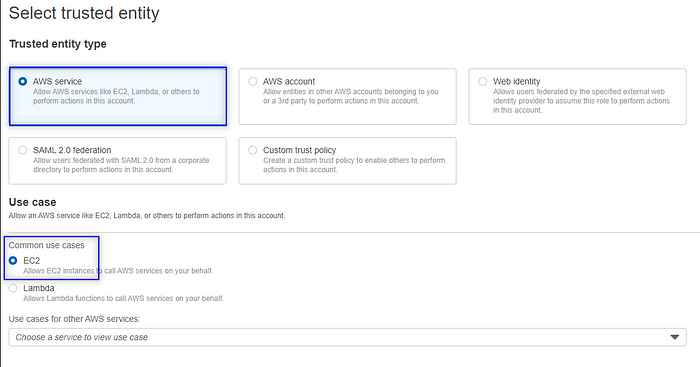 Select trusted entity
Trusted entity type
AWS service
Allow AWS services like EC2, Lambda, or others to
perform actions in this account.
AWS account
Allow entities in other AWS accounts belonging to you
or a 3rd party to perform actions in this account.
Web identity
Allows users federated by the specified external web
identity provider to assume this role to perform actions
in this account.
SAML 2.0 federation
Allow users federated with SAML 2.0 from a corporate
directory to perform actions in this account.
Custom trust policy
Create a custom trust policy to enable others to perform
actions in this account.
Use case
Allow an AWS service like EC2, Lambda, or others to perform actions in this account.
Common use cases
EC2
Allows EC2 instances to call AWS services on your behalf.
Lambda
Allows Lambda functions to call AWS services on your behalf.
Use cases for other AWS services:
Choose a service to view use case